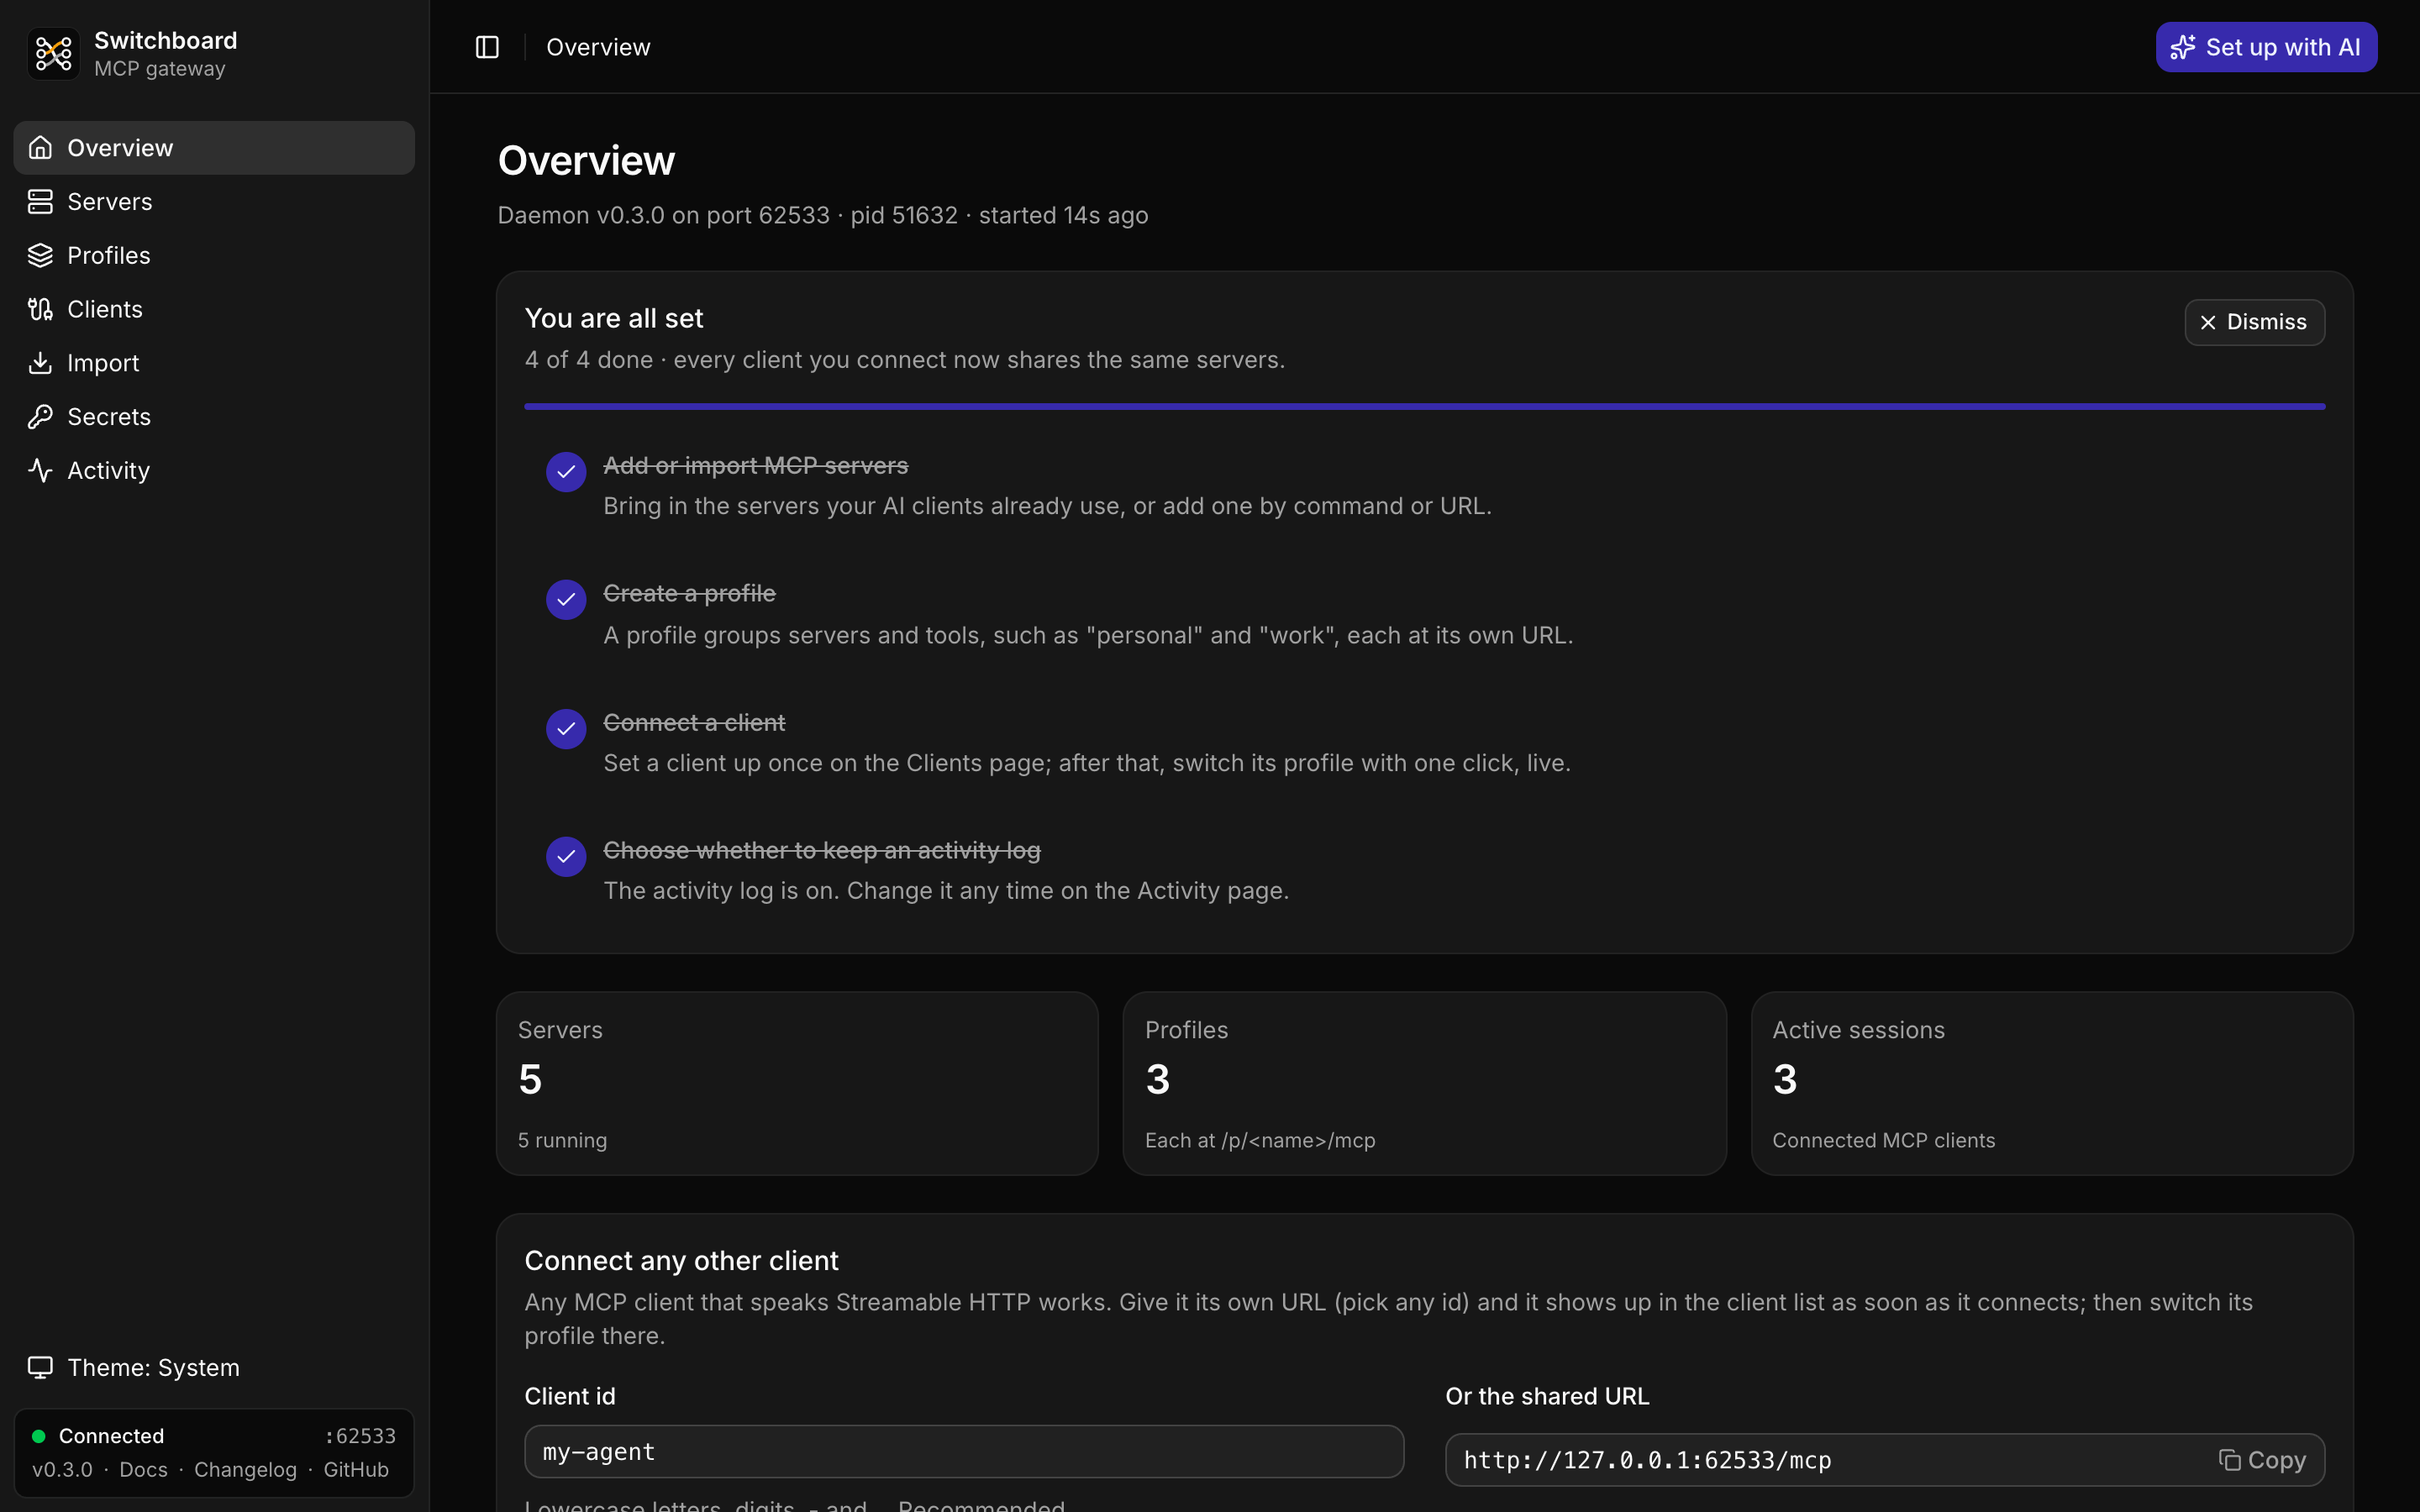 Switchboard
MCP gateway
Overview
Servers
Profiles
Clients
Import
Secrets
Activity
Theme: System
Connected :62533
v0.3.0 · Docs · Changelog · GitHub
Overview
Set up with AI
Overview
Daemon v0.3.0 on port 62533 · pid 51632 · started 14s ago
You are all set
Dismiss
4 of 4 done · every client you connect now shares the same servers.
Add or import MCP servers
Bring in the servers your AI clients already use, or add one by command or URL.
Create a profile
A profile groups servers and tools, such as "personal" and "work", each at its own URL.
Connect a client
Set a client up once on the Clients page; after that, switch its profile with one click, live.
Choose whether to keep an activity log
The activity log is on. Change it any time on the Activity page.
Servers
5
5 running
Profiles
3
Each at /p/<name>/mcp
Active sessions
3
Connected MCP clients
Connect any other client
Any MCP client that speaks Streamable HTTP works. Give it its own URL (pick any id) and it shows up in the client list as soon as it connects; then switch its
profile there.
Client id
my-agent
Lowercase letters, digits, - and _. Recommended
Or the shared URL
http://127.0.0.1:62533/mcp
Copy